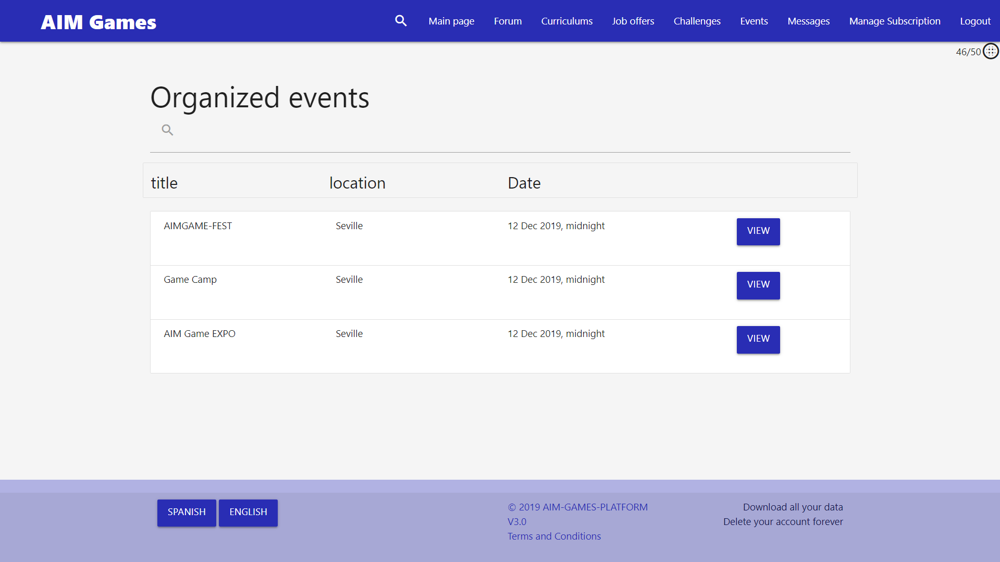 AIM Games
Main page Forum Curriculums Job offers Challenges Events Messages Manage Subscription Logout
46/50
Organized events
title location Date
AIMGAME-FEST Seville 12 Dec 2019, midnight VIEW
Game Camp Seville 12 Dec 2019, midnight VIEW
AIM Game EXPO Seville 12 Dec 2019, midnight VIEW
SPANISH ENGLISH
© 2019 AIM-GAMES-PLATFORM
V3.0
Terms and Conditions
Download all your data
Delete your account forever